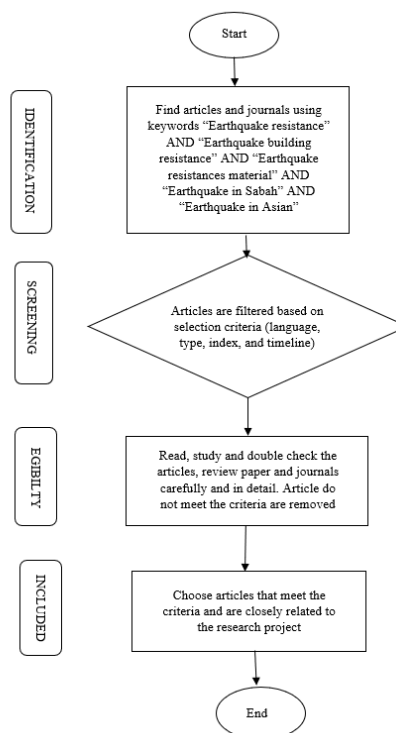 Start
IDENTIFICATION
Find articles and journals using
keywords “Earthquake resistance”
AND “Earthquake building
resistance” AND “Earthquake
resistances material” AND
“Earthquake in Sabah” AND
“Earthquake in Asian”
SCREENING
Articles are filtered based on
selection criteria (language,
type, index, and timeline)
EGIBILTY
Read, study and double check the
articles, review paper and journals
carefully and in detail. Article do
not meet the criteria are removed
INCLUDED
Choose articles that meet the
criteria and are closely related to
the research project
End